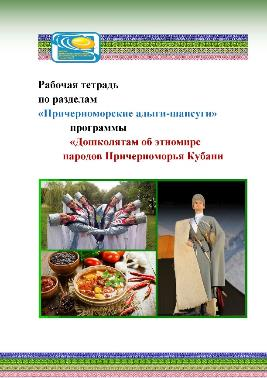 Рабочая тетрадь
по разделам
«Причерноморские адыги-шапсуги»
программы
«Дошколятам об этномире
народов Причерноморья Кубани